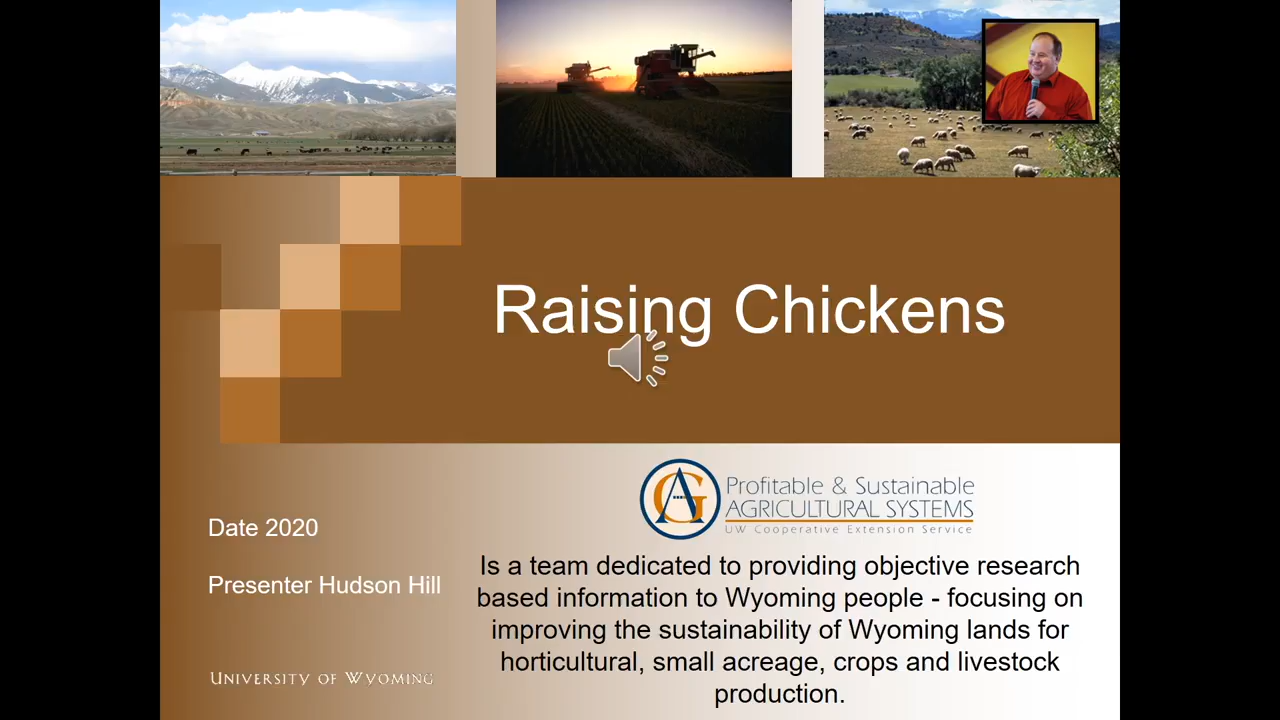 Raising Chickens
Profitable & Sustainable
AGRICULTURAL SYSTEMS
UW Cooperative Extension Service
Date 2020
Presenter Hudson Hill
Is a team dedicated to providing objective research
based information to Wyoming people - focusing on
improving the sustainability of Wyoming lands for
horticultural, small acreage, crops and livestock
production.
UNIVERSITY OF WYOMING